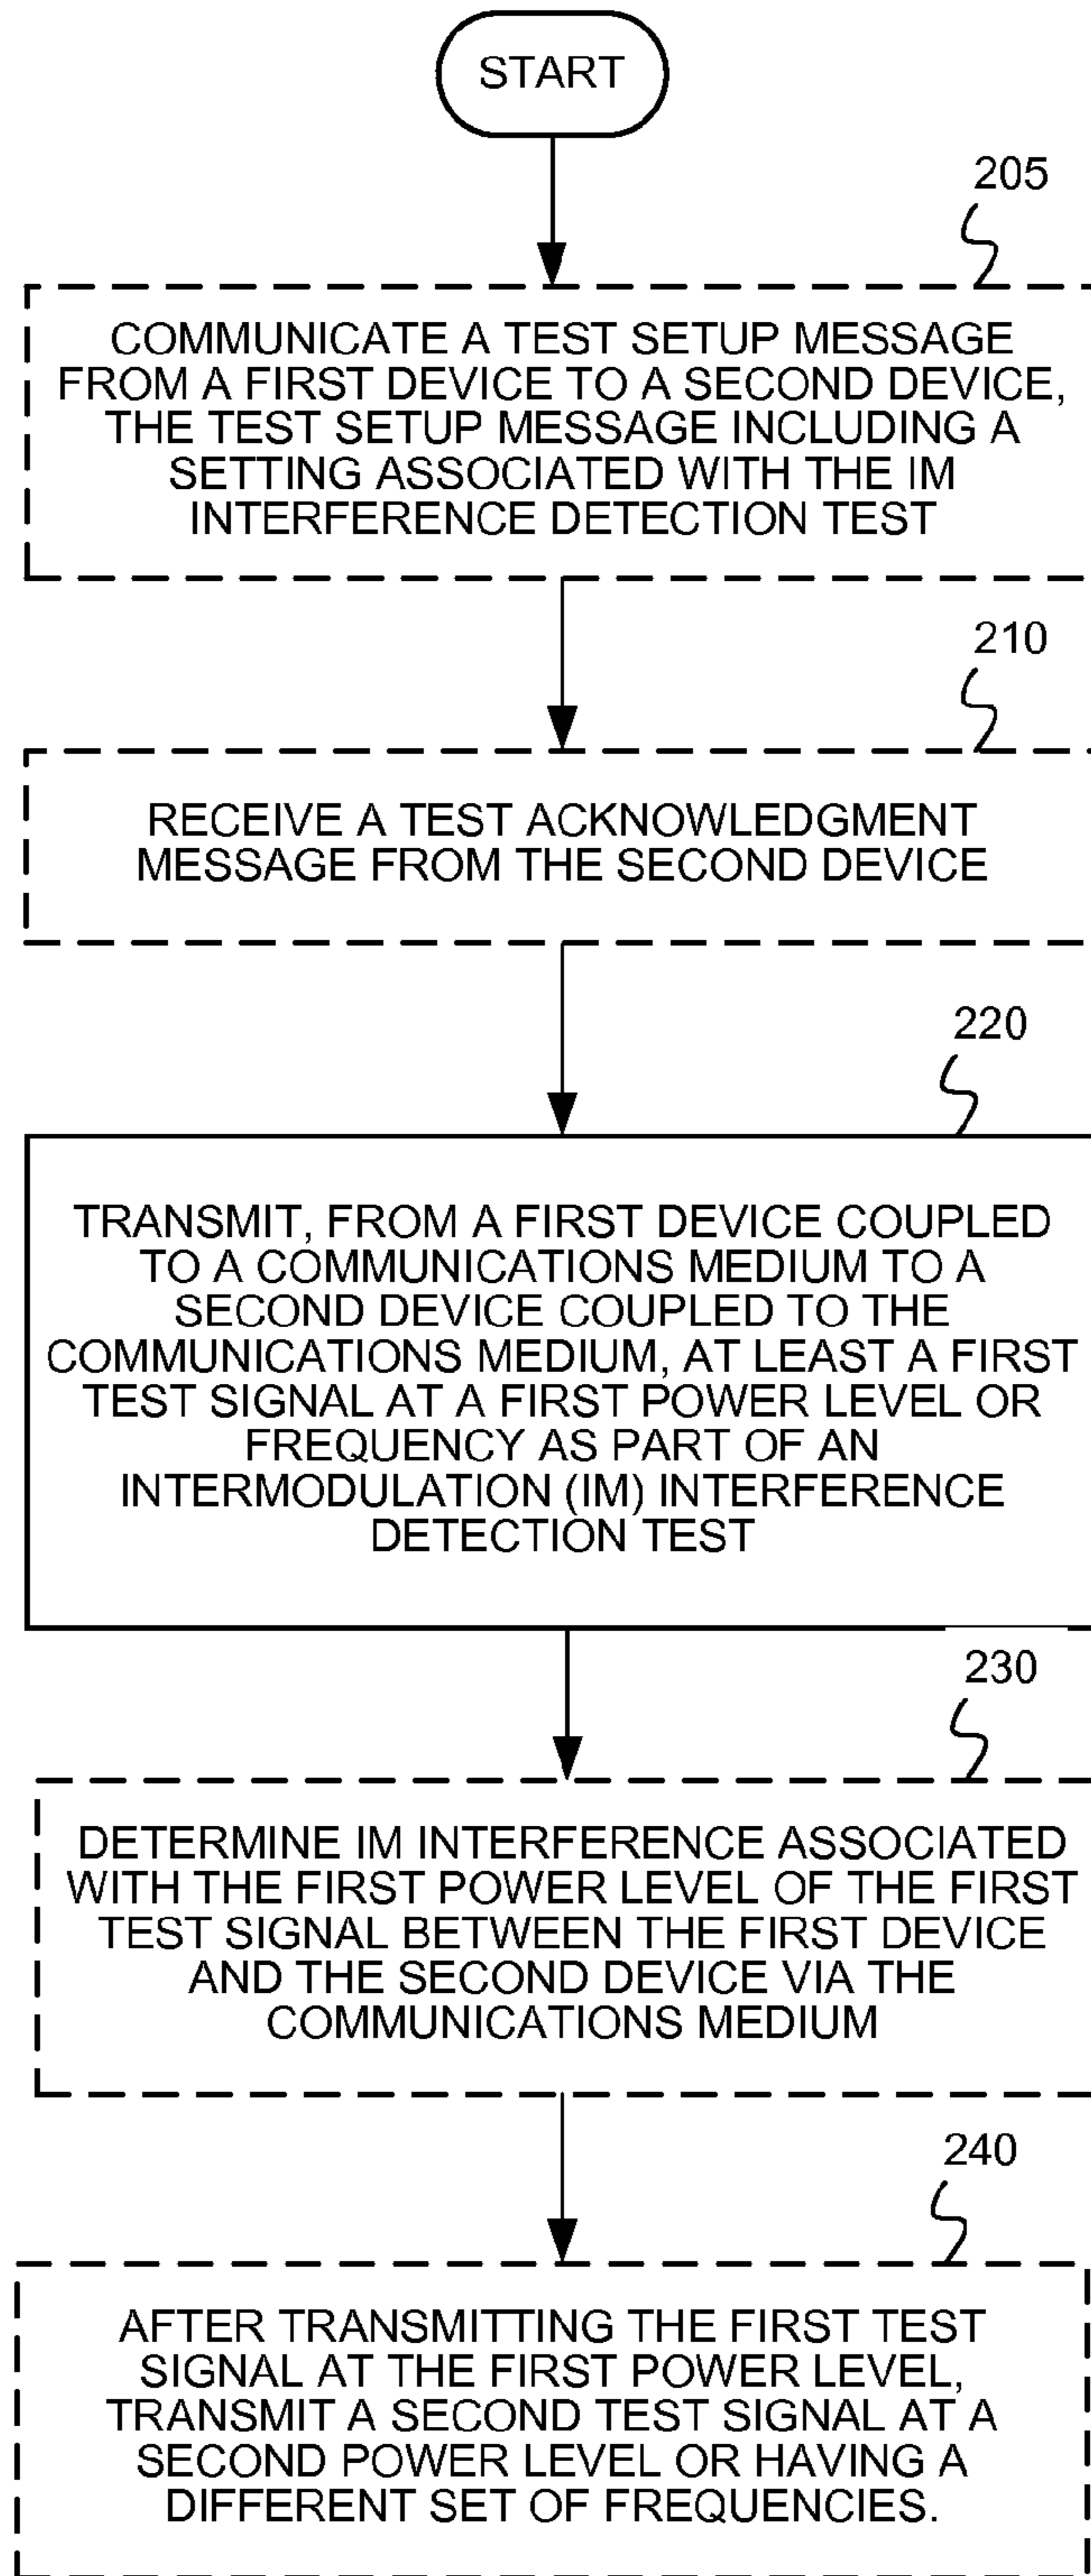 START
205
COMMUNICATE A TEST SETUP MESSAGE
FROM A FIRST DEVICE TO A SECOND DEVICE,
THE TEST SETUP MESSAGE INCLUDING A
SETTING ASSOCIATED WITH THE IM
INTERFERENCE DETECTION TEST
210
RECEIVE A TEST ACKNOWLEDGMENT
MESSAGE FROM THE SECOND DEVICE
220
TRANSMIT, FROM A FIRST DEVICE COUPLED
TO A COMMUNICATIONS MEDIUM TO A
SECOND DEVICE COUPLED TO THE
COMMUNICATIONS MEDIUM, AT LEAST A FIRST
TEST SIGNAL AT A FIRST POWER LEVEL OR
FREQUENCY AS PART OF AN
INTERMODULATION (IM) INTERFERENCE
DETECTION TEST
230
DETERMINE IM INTERFERENCE ASSOCIATED
WITH THE FIRST POWER LEVEL OF THE FIRST
TEST SIGNAL BETWEEN THE FIRST DEVICE
AND THE SECOND DEVICE VIA THE
COMMUNICATIONS MEDIUM
240
AFTER TRANSMITTING THE FIRST TEST
SIGNAL AT THE FIRST POWER LEVEL,
TRANSMIT A SECOND TEST SIGNAL AT A
SECOND POWER LEVEL OR HAVING A
DIFFERENT SET OF FREQUENCIES.